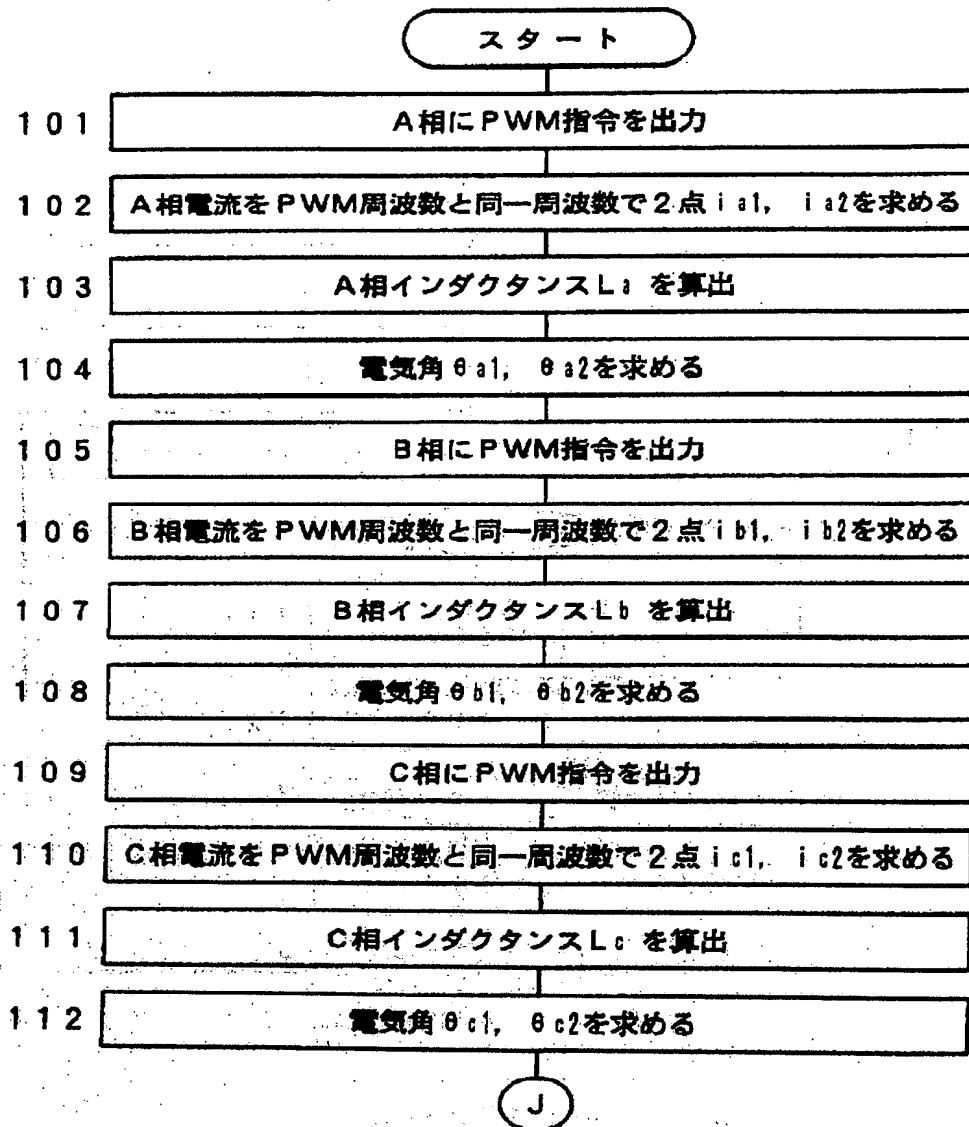 スタート
101 A相にPWM指令を出力
102 A相電流をPWM周波数と同一周波数で2点ia1, ia2を求める
103 A相インダクタンスLa を算出
104 電気角θa1, θa2を求める
105 B相にPWM指令を出力
106 B相電流をPWM周波数と同一周波数で2点ib1, ib2を求める
107 B相インダクタンスLb を算出
108 電気角θb1, θb2を求める
109 C相にPWM指令を出力
110 C相電流をPWM周波数と同一周波数で2点ic1, ic2を求める
111 C相インダクタンスLc を算出
112 電気角θc1, θc2を求める
J